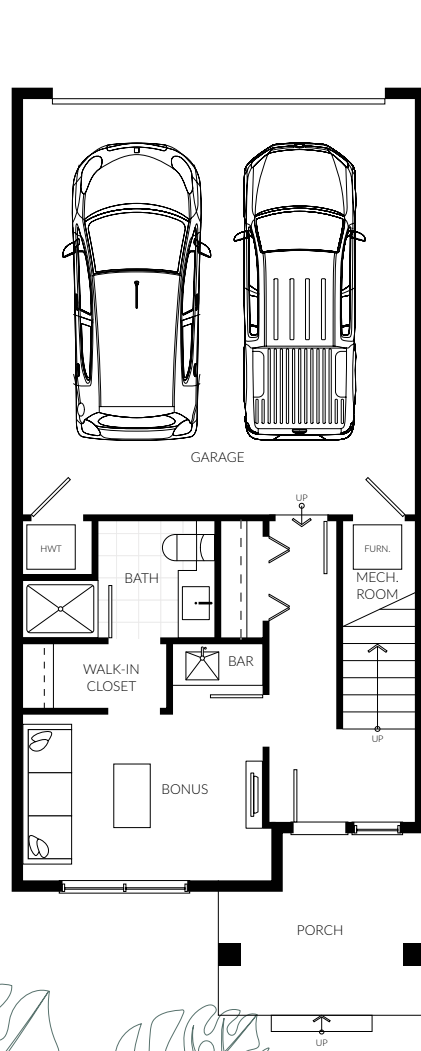 GARAGE
UP
HWT
BATH
FURN.
MECH.
ROOM
WALK-IN
CLOSET
BAR
UP
BONUS
PORCH
UP